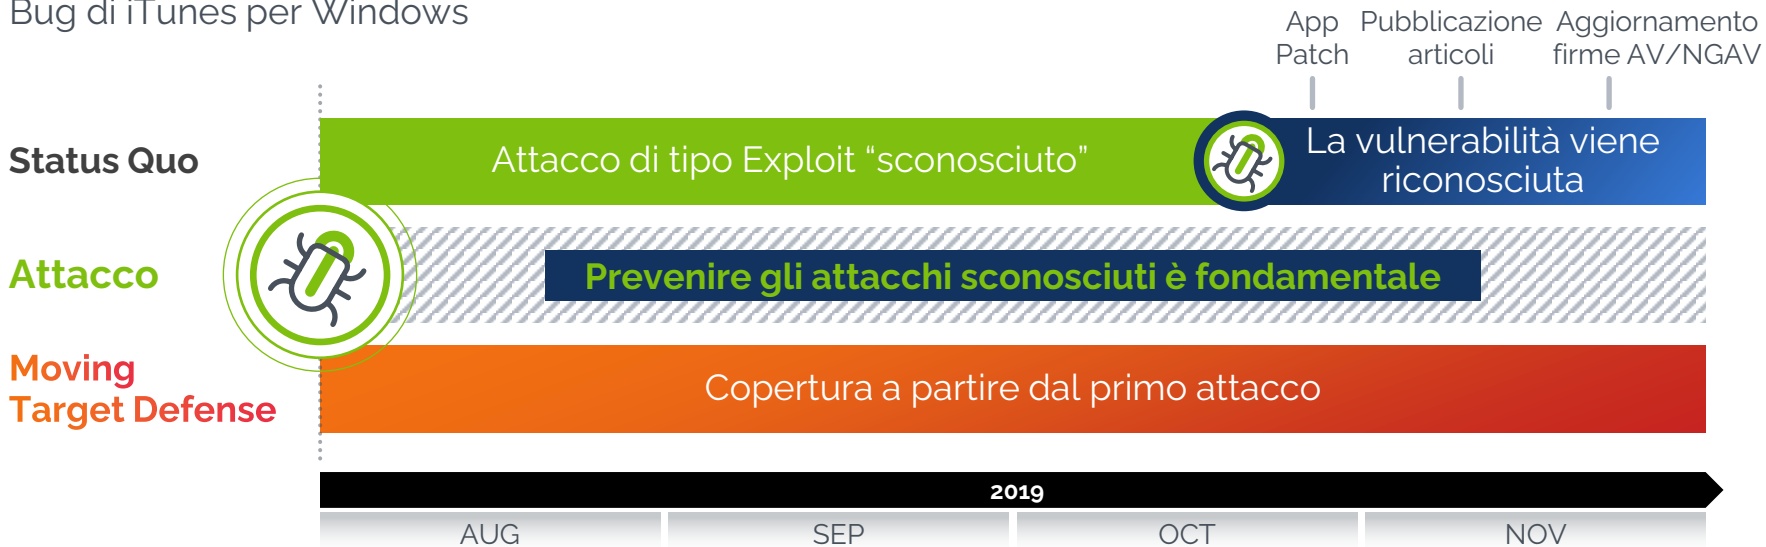 Bug di iTunes per Windows
App
Patch
Pubblicazione
articoli
Aggiornamento
firme AV/NGAV
Status Quo
Attacco di tipo Exploit “sconosciuto”
La vulnerabilità viene
riconosciuta
Attacco
Prevenire gli attacchi sconosciuti è fondamentale
Moving
Target Defense
Copertura a partire dal primo attacco
2019
AUG
SEP
OCT
NOV